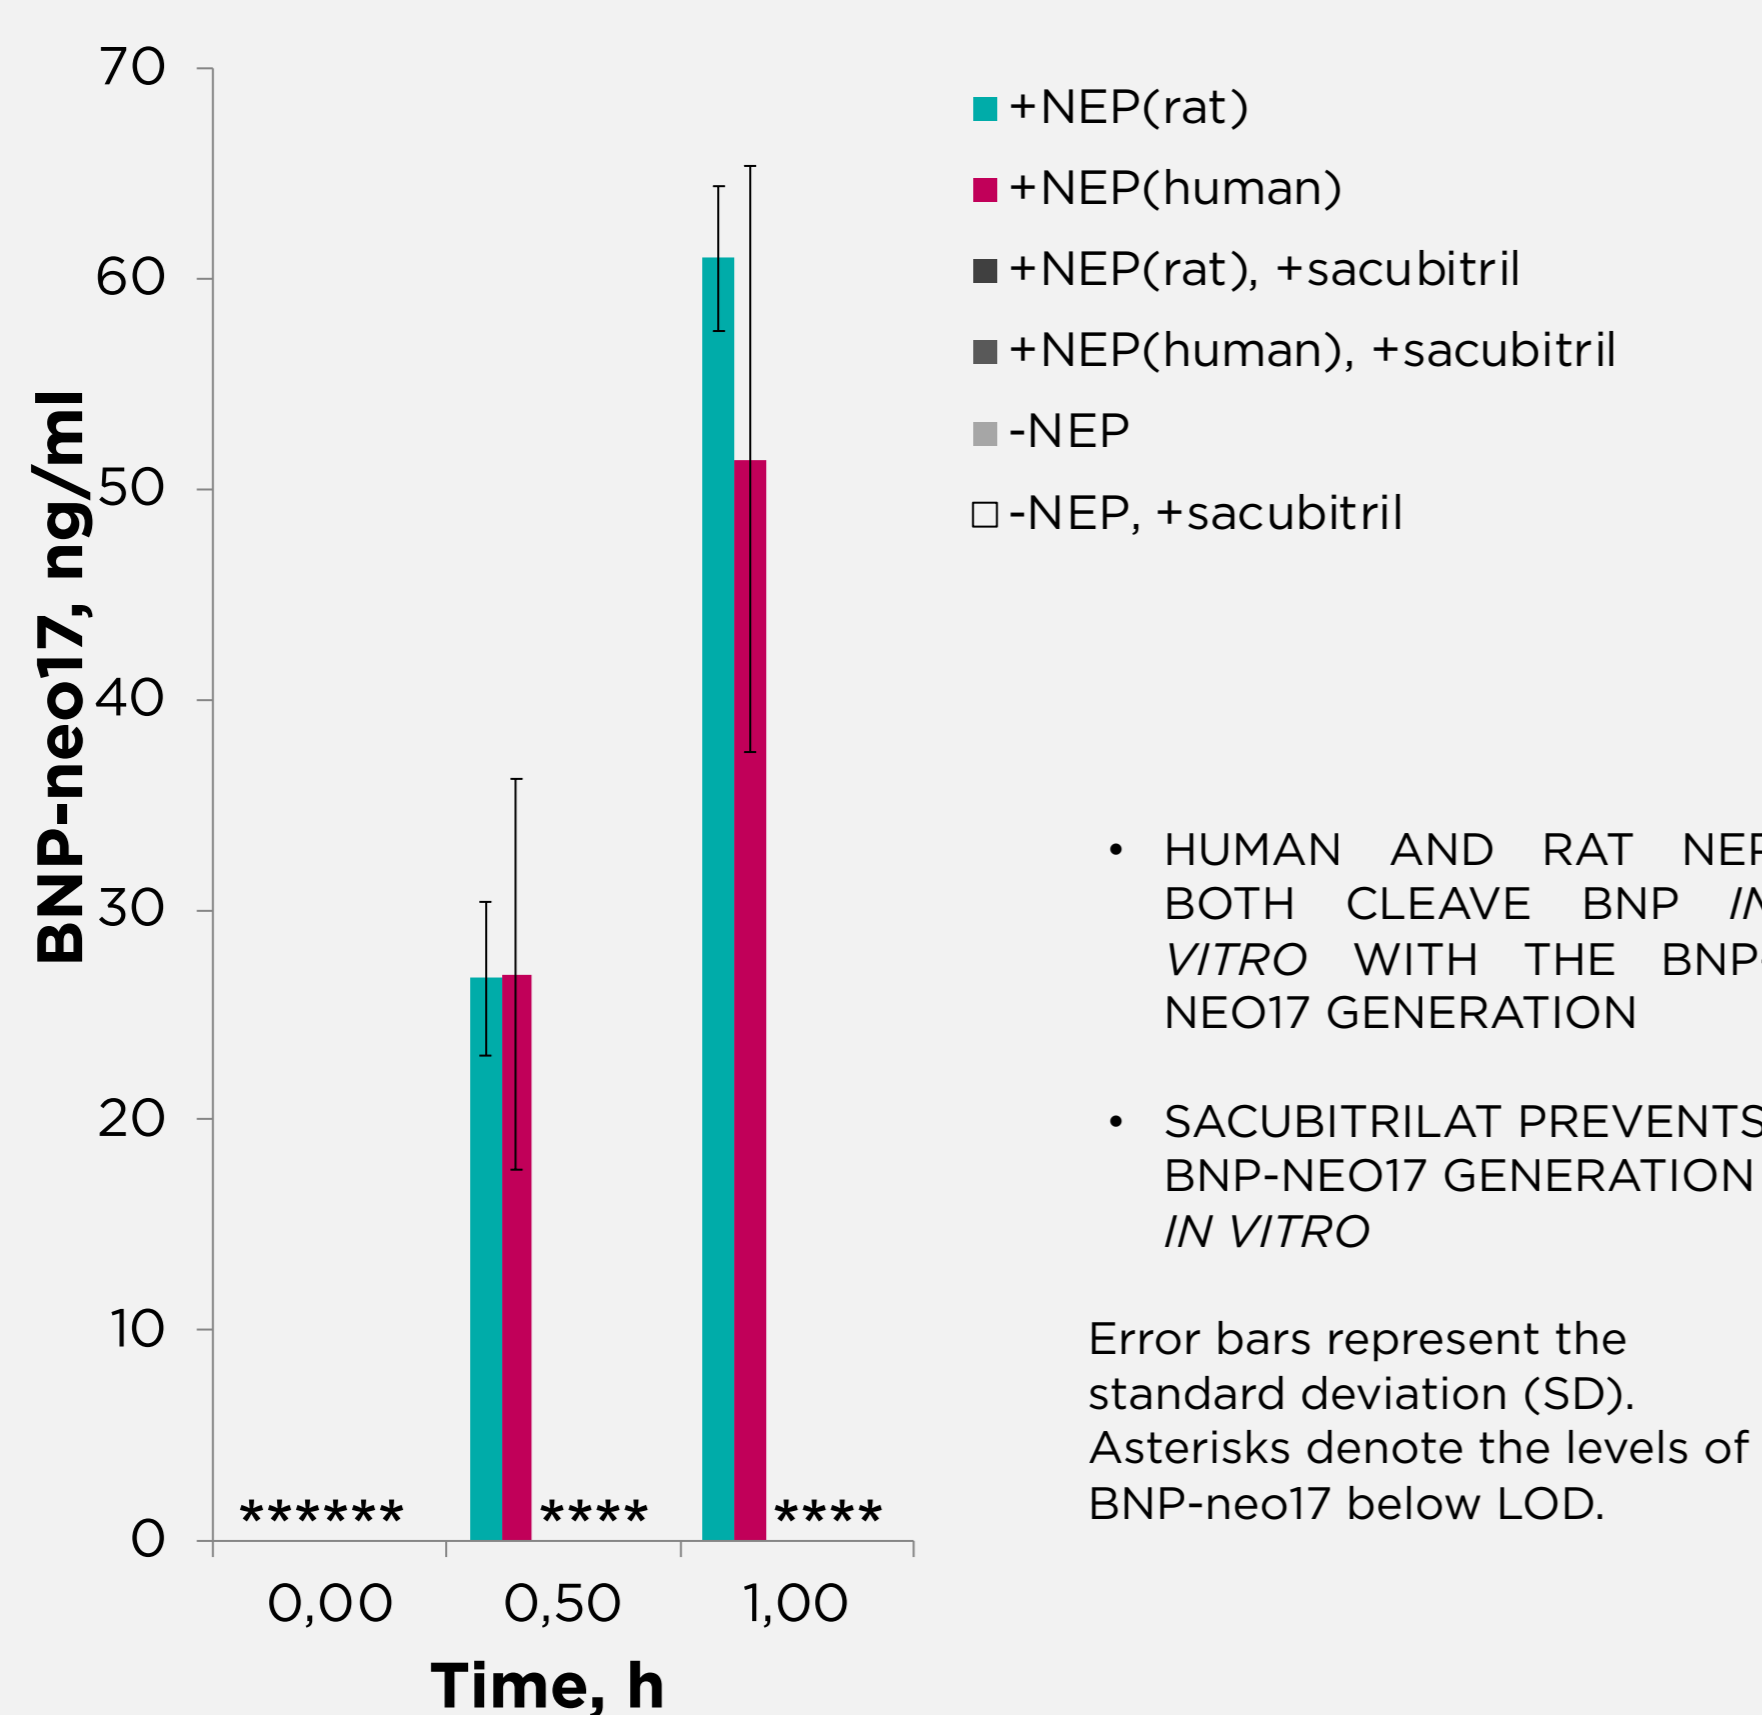 70
60
50
40
30
20
10
0
BNP-neo17, ng/ml
******
****
****
0,00
0,50
1,00
Time, h
+NEP(rat)
+NEP(human)
+NEP(rat), +sacubitril
+NEP(human), +sacubitril
-NEP
-NEP, +sacubitril
• HUMAN AND RAT NEP
BOTH CLEAVE BNP IN
VITRO WITH THE BNP-
NEO17 GENERATION
• SACUBITRILAT PREVENTS
BNP-NEO17 GENERATION
IN VITRO
Error bars represent the
standard deviation (SD).
Asterisks denote the levels of
BNP-neo17 below LOD.